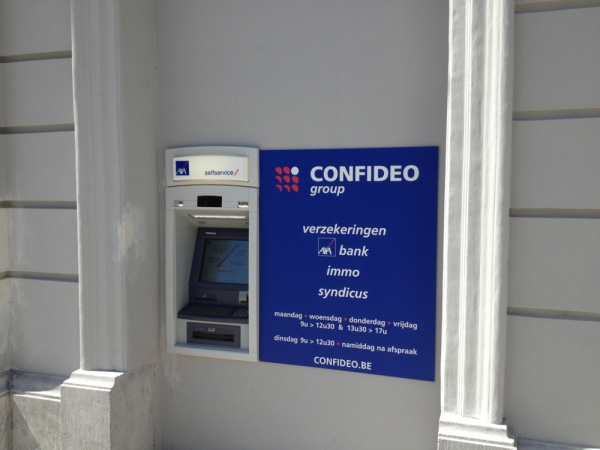 AXA selfservice
CONFIDEO
group
verzekeringen
AXA bank
immo
syndicus
maandag • woensdag • donderdag • vrijdag
9u > 12u30 & 13u30 > 17u
dinsdag 9u > 12u30 • namiddag na afspraak
CONFIDEO.BE